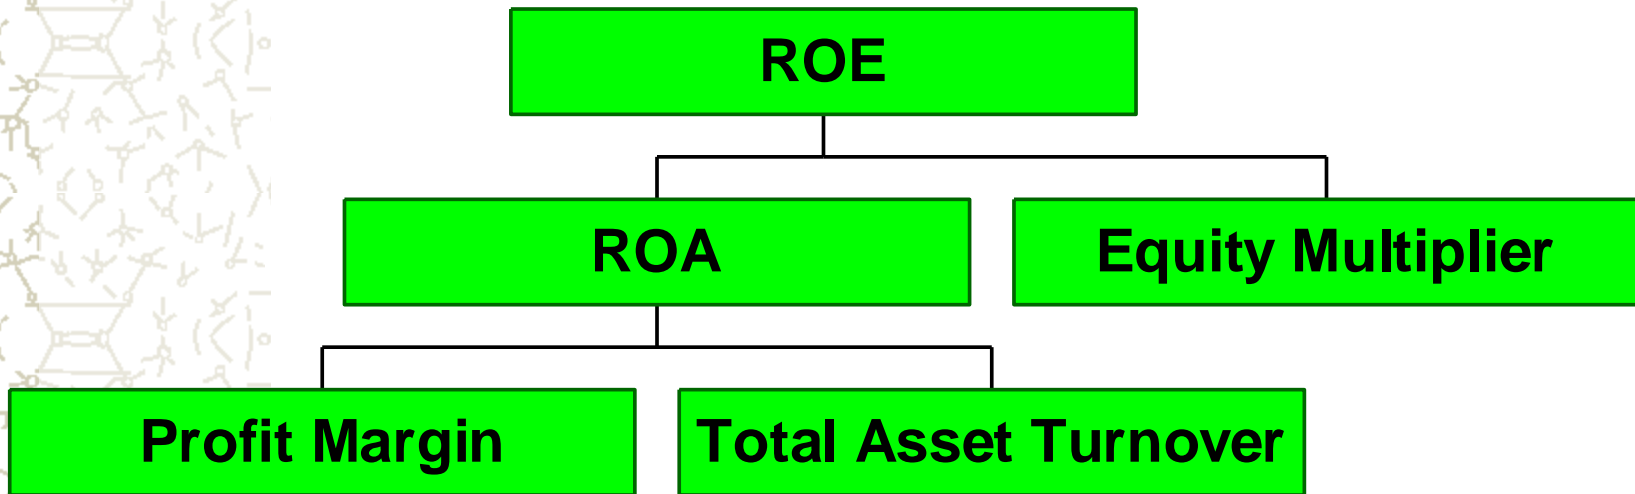 ROE
ROA
Equity Multiplier
Profit Margin
Total Asset Turnover